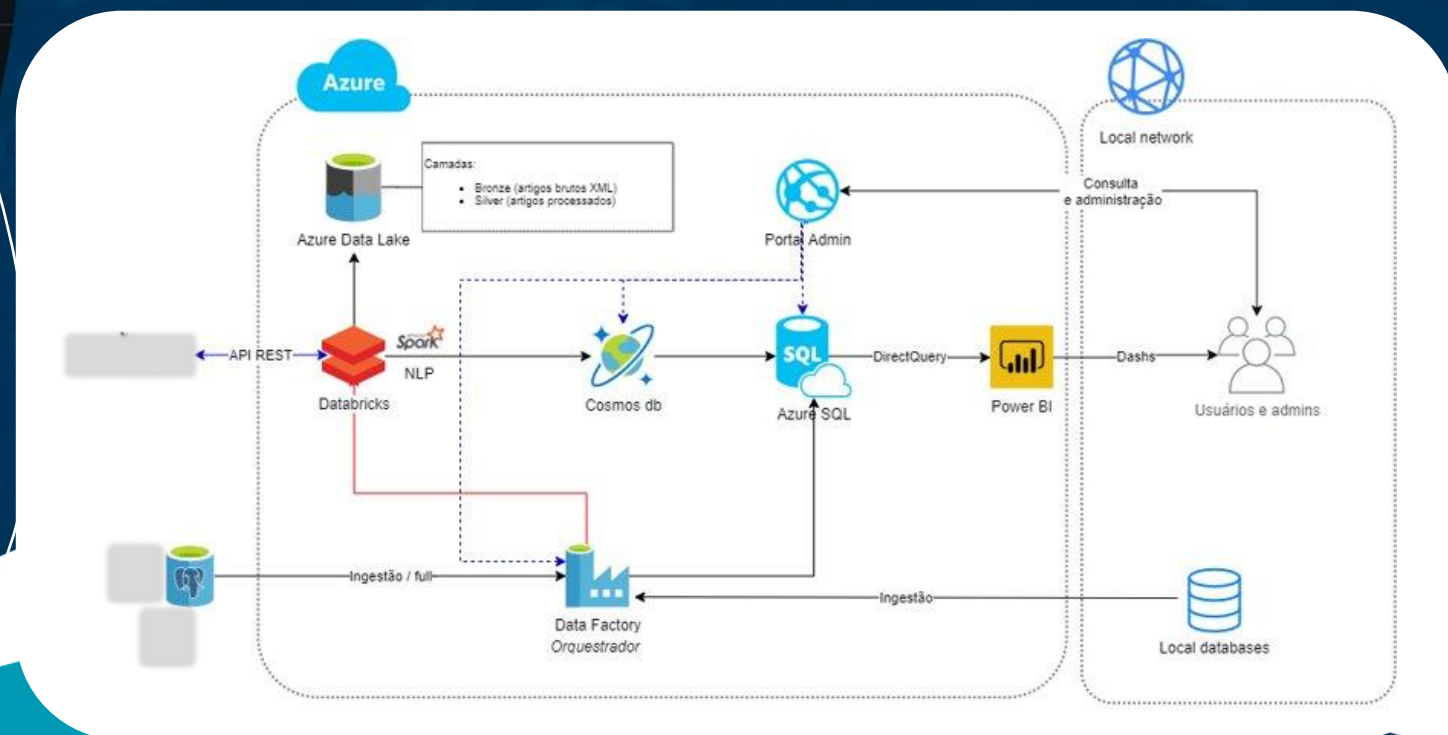 Azure
Local network
Camadas:
Bronze (artigos brutos XML)
Silver (artigos processados)
Azure Data Lake
Portal Admin
Consulta
e administração
API REST
Spark
NLP
Databricks
Cosmos db
SQL
Azure SQL
DirectQuery
Power BI
Dashs
Usuários e admins
Ingestão / full
Data Factory
Orquestrador
Ingestão
Local databases